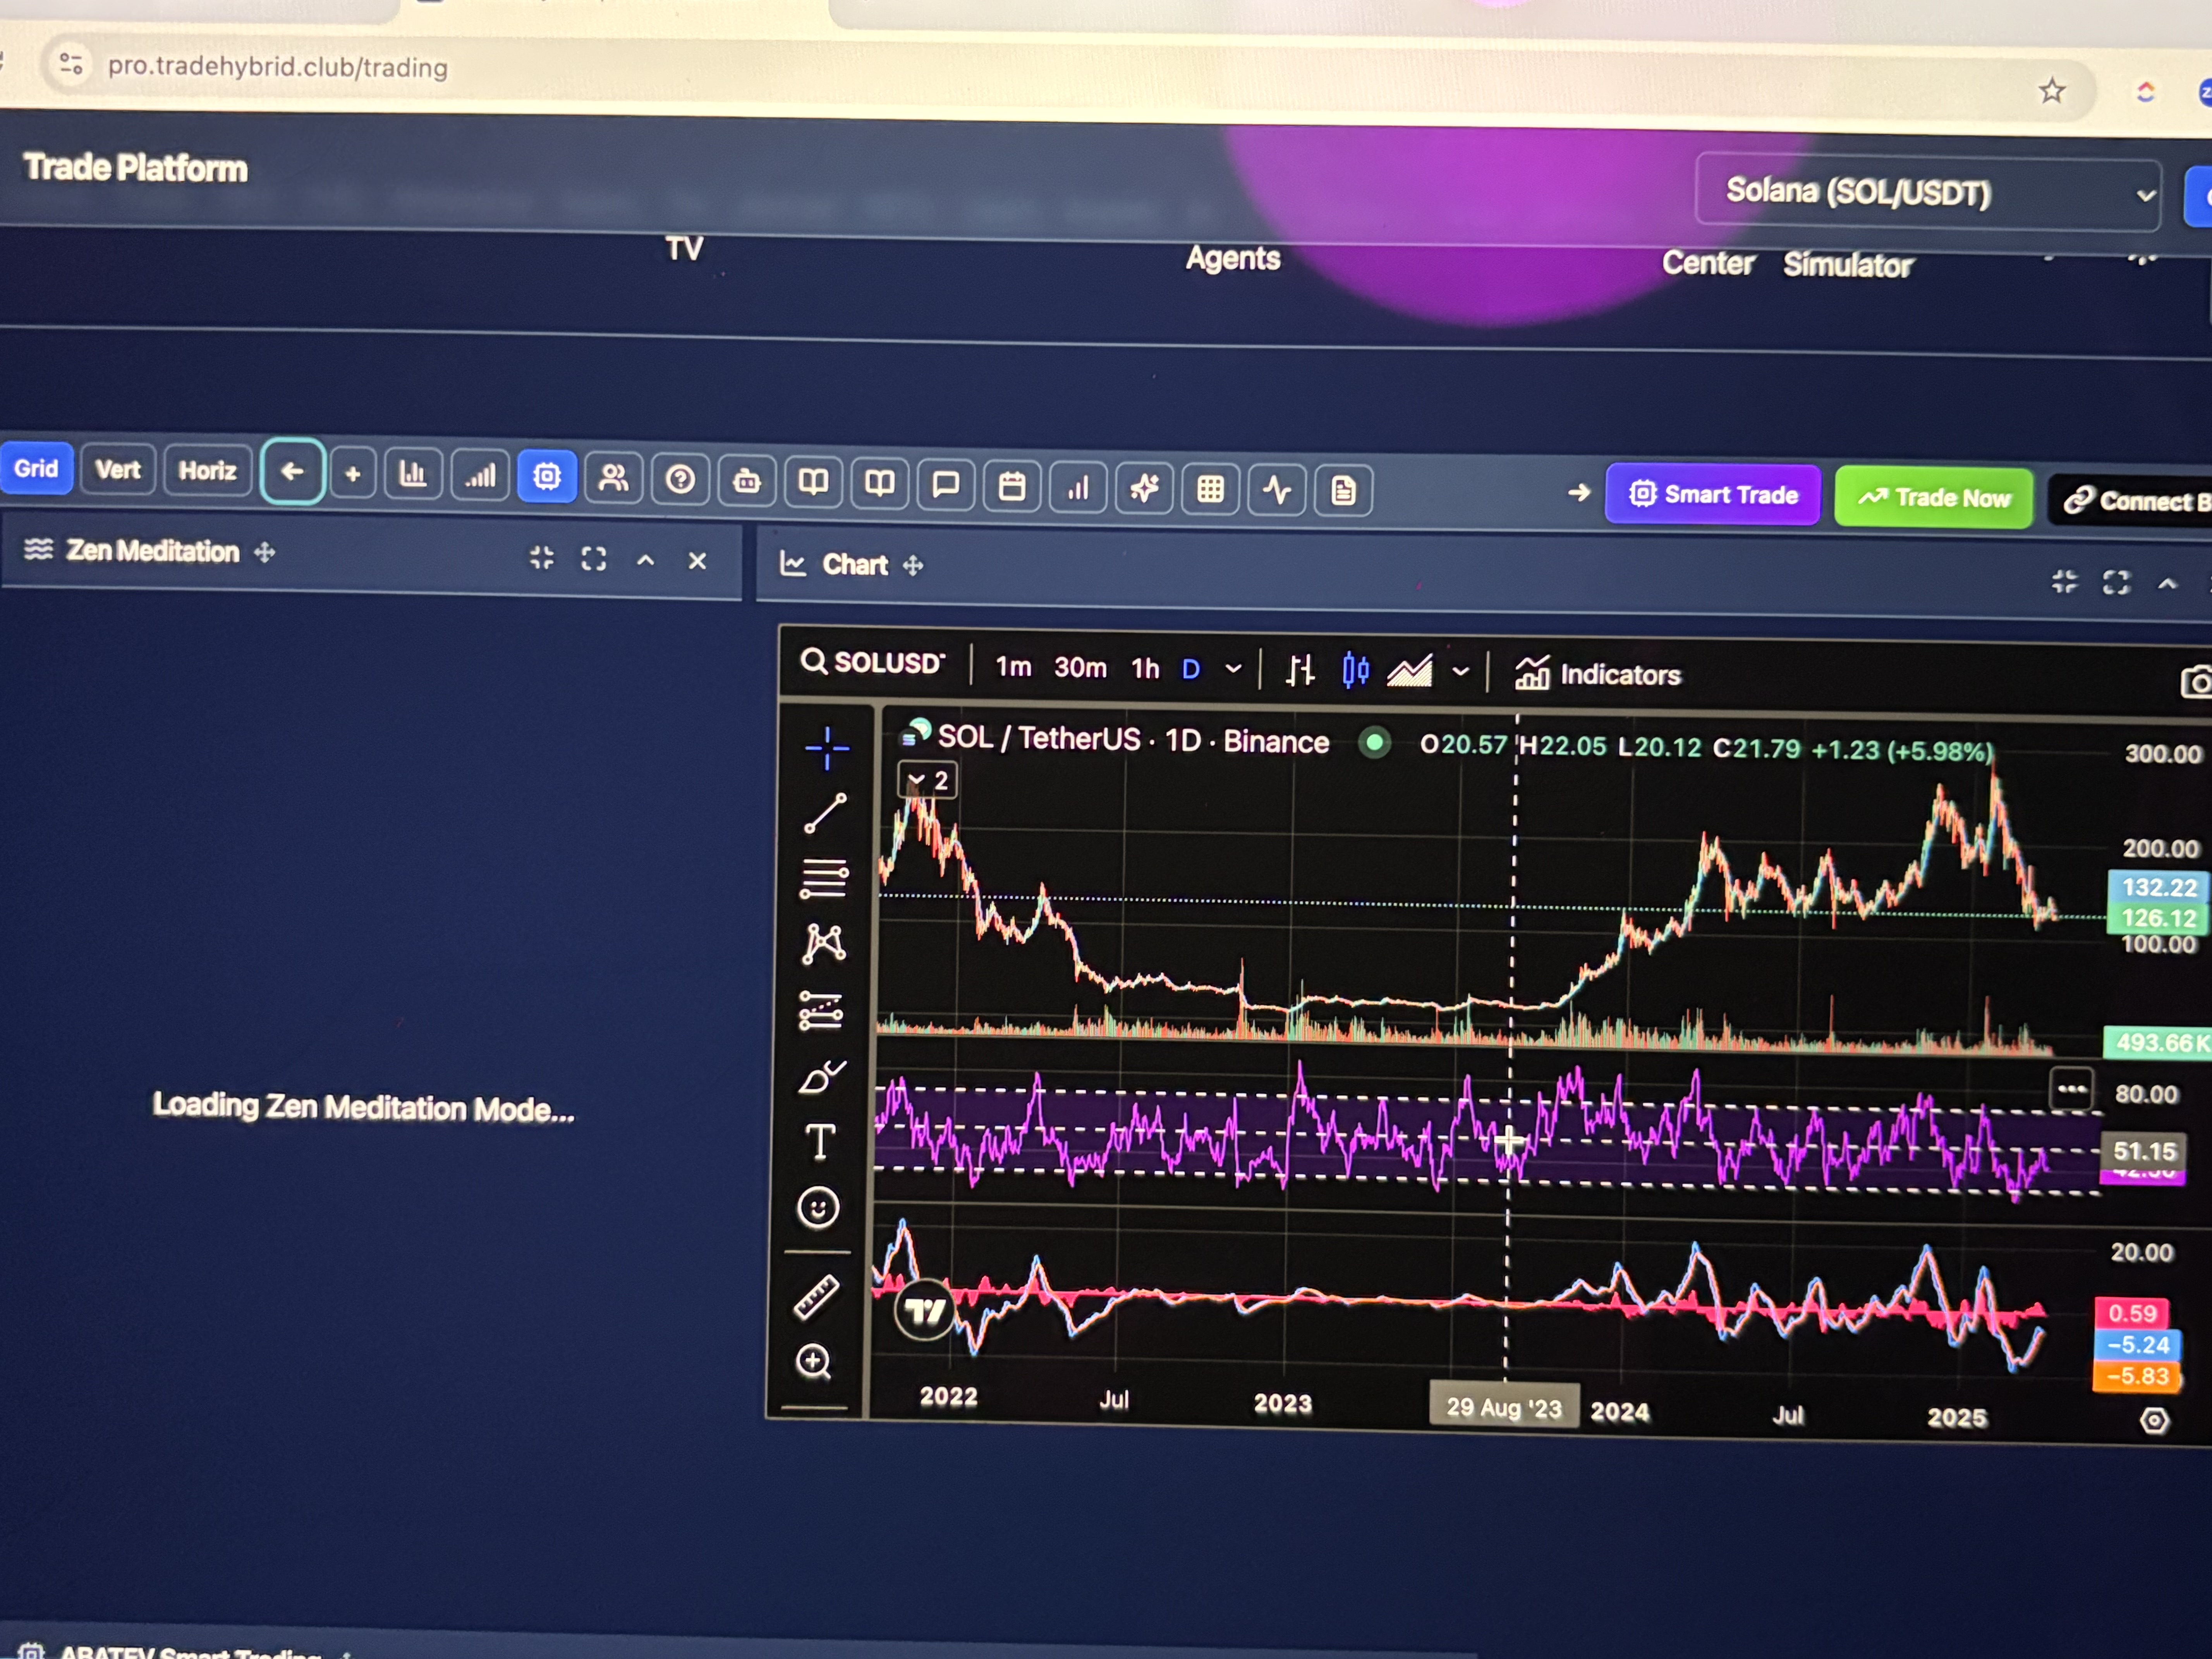 pro.tradehybrid.club/trading
Trade Platform
Solana (SOL/USDT)
TV
Agents
Center
Simulator
Grid
Vert
Horiz
Smart Trade
Trade Now
Connect B
Zen Meditation
Chart
SOLUSD
1m 30m 1h D
Indicators
SOL / TetherUS · 1D · Binance
O20.57 H22.05 L20.12 C21.79 +1.23 (+5.98%)
2
300.00
200.00
132.22
126.12
100.00
493.66K
80.00
51.15
Loading Zen Meditation Mode...
20.00
0.59
−5.24
−5.83
2022 Jul 2023 29 Aug '23 2024 Jul 2025
Smart Trading